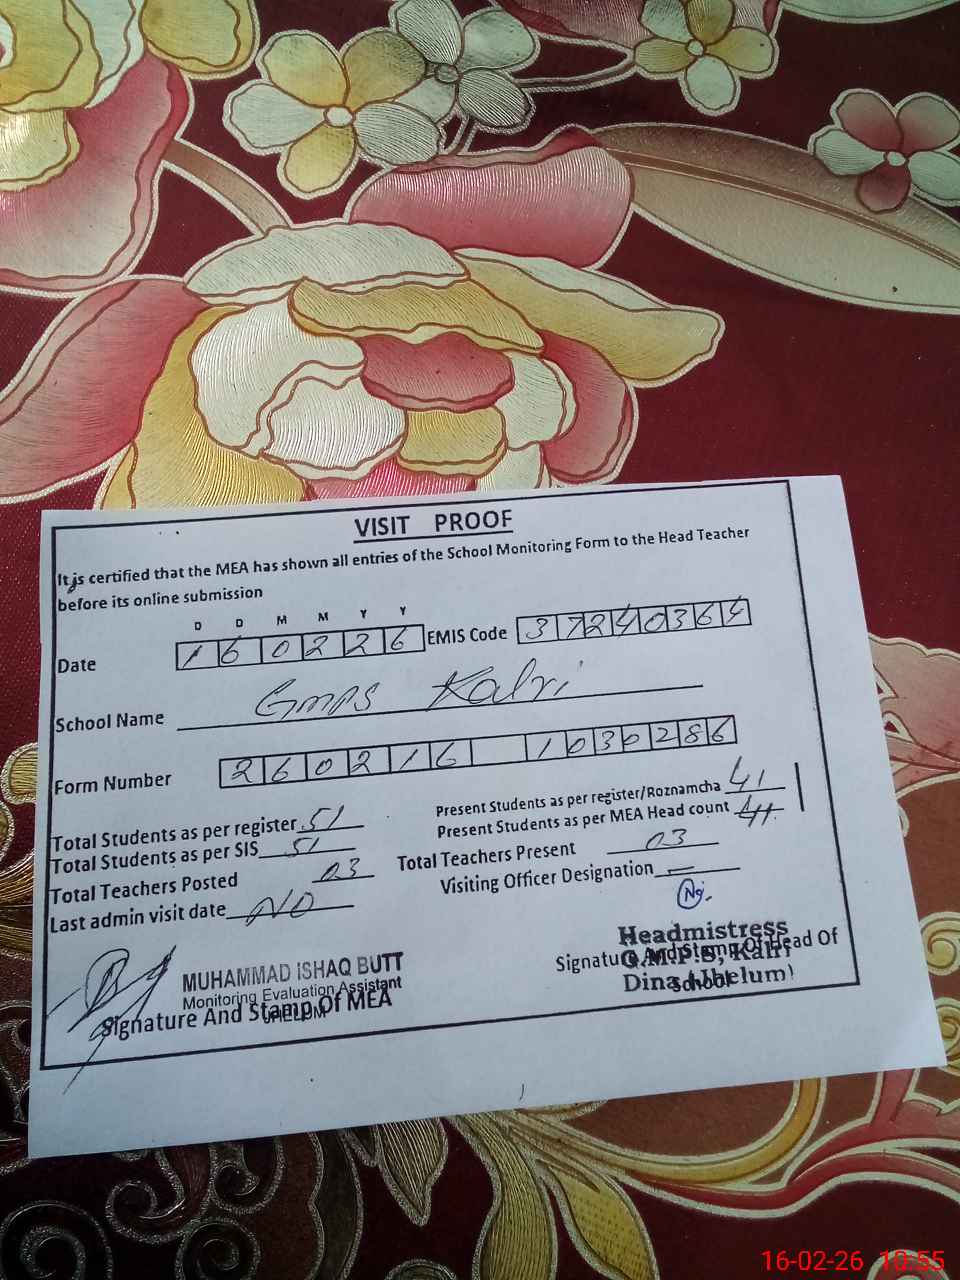 VISIT PROOF
It is certified that the MEA has shown all entries of the School Monitoring Form to the Head Teacher
before its online submission
D D M M Y Y
Date 1 6 0 2 2 6 EMIS Code 3 7 2 4 0 3 6 4
School Name GMPS Kalri
Form Number 2 6 0 2 1 6 1 0 3 0 2 8 6
Total Students as per register 51
Present Students as per register/Roznamcha 41
Total Students as per SIS 51
Present Students as per MEA Head count 41
Total Teachers Posted 03
Total Teachers Present 03
Last admin visit date NO
Visiting Officer Designation —
MUHAMMAD ISHAQ BUTT
Monitoring Evaluation Assistant
JHELUM
Signature And Stamp Of MEA
Headmistress
G.M.P.S, Kalri
Dina (Jhelum)
Signature And Stamp Of Head Of
School
16-02-26 10:55